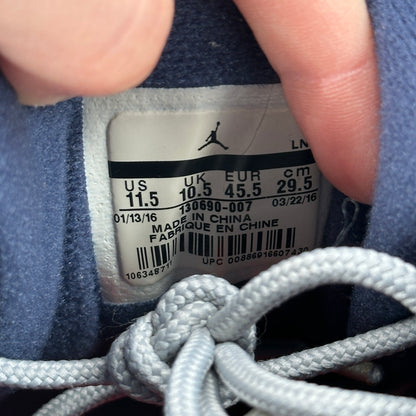 LN
US UK EUR cm
11.5 10.5 45.5 29.5
130690-007
01/13/16 03/22/16
MADE IN CHINA
FABRIQUE EN CHINE
UPC 00886916607430